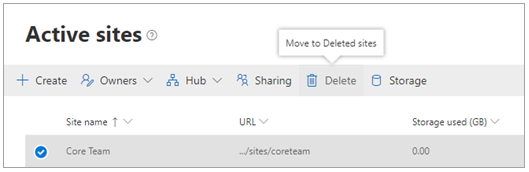 Active sites
Move to Deleted sites
Create Owners Hub Sharing Delete Storage
Site name ↑ URL Storage used (GB)
Core Team .../sites/coreteam 0.00